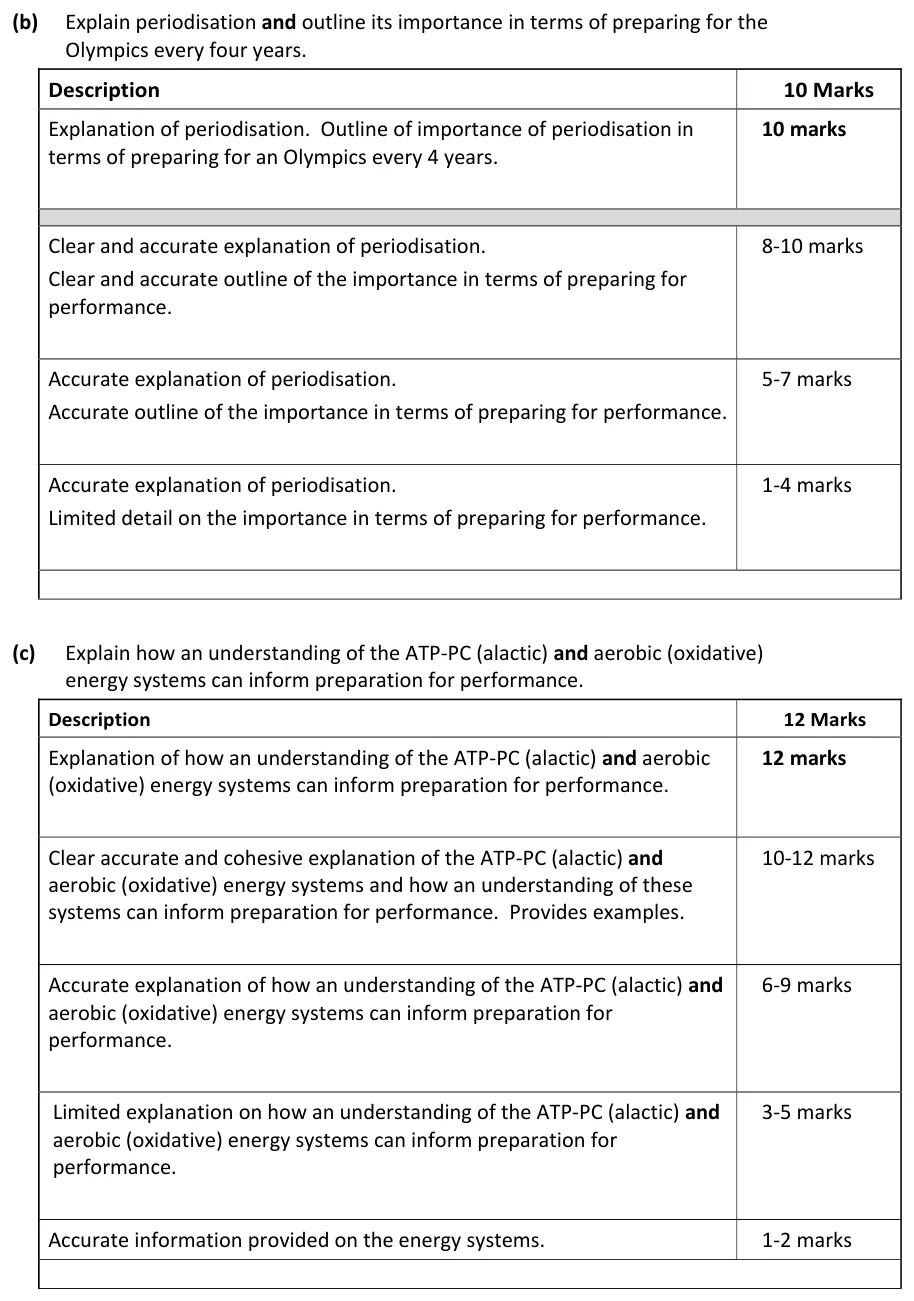 (b) Explain periodisation and outline its importance in terms of preparing for the
Olympics every four years.
Description 10 Marks
Explanation of periodisation. Outline of importance of periodisation in 10 marks
terms of preparing for an Olympics every 4 years.
Clear and accurate explanation of periodisation. 8-10 marks
Clear and accurate outline of the importance in terms of preparing for
performance.
Accurate explanation of periodisation. 5-7 marks
Accurate outline of the importance in terms of preparing for performance.
Accurate explanation of periodisation. 1-4 marks
Limited detail on the importance in terms of preparing for performance.
(c) Explain how an understanding of the ATP-PC (alactic) and aerobic (oxidative)
energy systems can inform preparation for performance.
Description 12 Marks
Explanation of how an understanding of the ATP-PC (alactic) and aerobic 12 marks
(oxidative) energy systems can inform preparation for performance.
Clear accurate and cohesive explanation of the ATP-PC (alactic) and 10-12 marks
aerobic (oxidative) energy systems and how an understanding of these
systems can inform preparation for performance. Provides examples.
Accurate explanation of how an understanding of the ATP-PC (alactic) and 6-9 marks
aerobic (oxidative) energy systems can inform preparation for
performance.
Limited explanation on how an understanding of the ATP-PC (alactic) and 3-5 marks
aerobic (oxidative) energy systems can inform preparation for
performance.
Accurate information provided on the energy systems. 1-2 marks